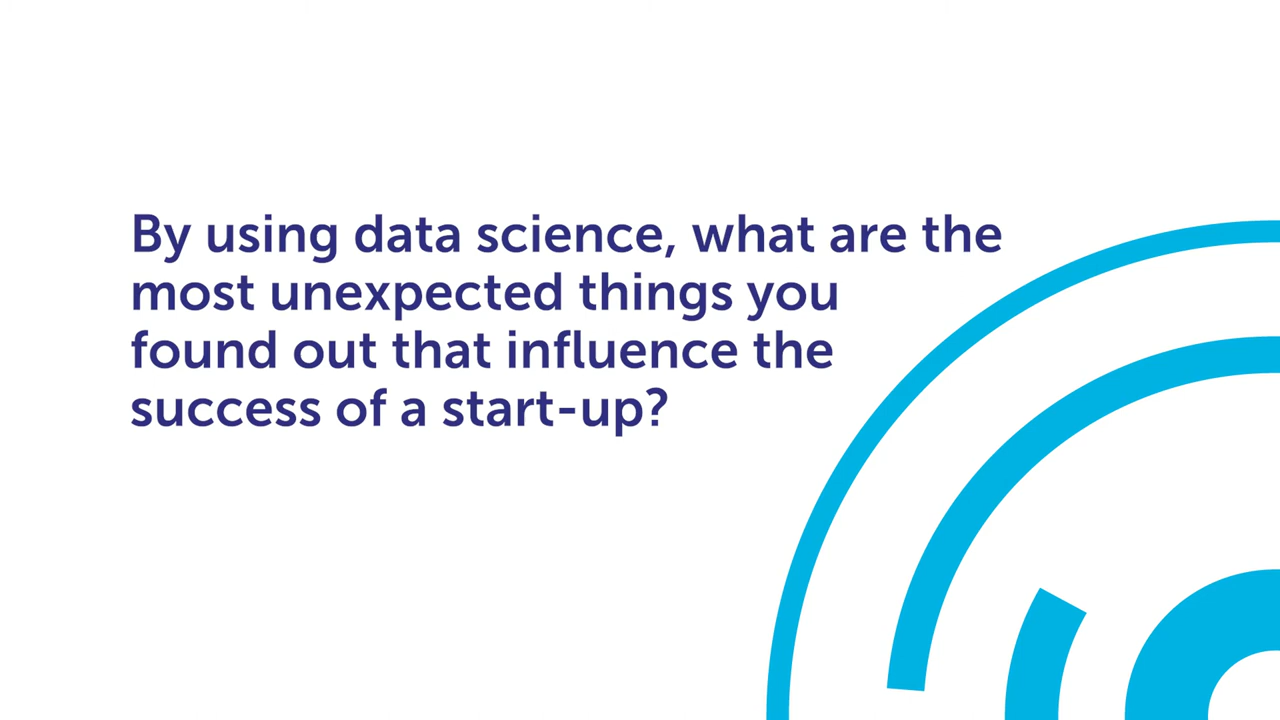 By using data science, what are the
most unexpected things you
found out that influence the
success of a start-up?